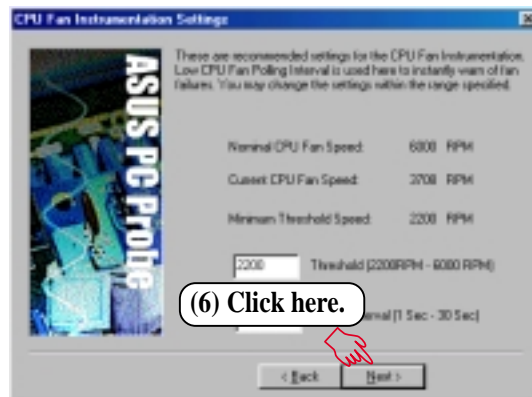 CPU Fan Instrumentation Settings
ASUS PC Probe
These are recommended settings for the CPU Fan Instrumentation.
Low CPU Fan Polling Interval is used here to instantly warn of fan
failures. You may change the settings within the range specified.
Nominal CPU Fan Speed: 6000 RPM
Current CPU Fan Speed: 3708 RPM
Minimum Threshold Speed: 2200 RPM
2200 Threshold (2200RPM - 6000 RPM)
(6) Click here.
(1 Sec - 30 Sec)
< Back Next >